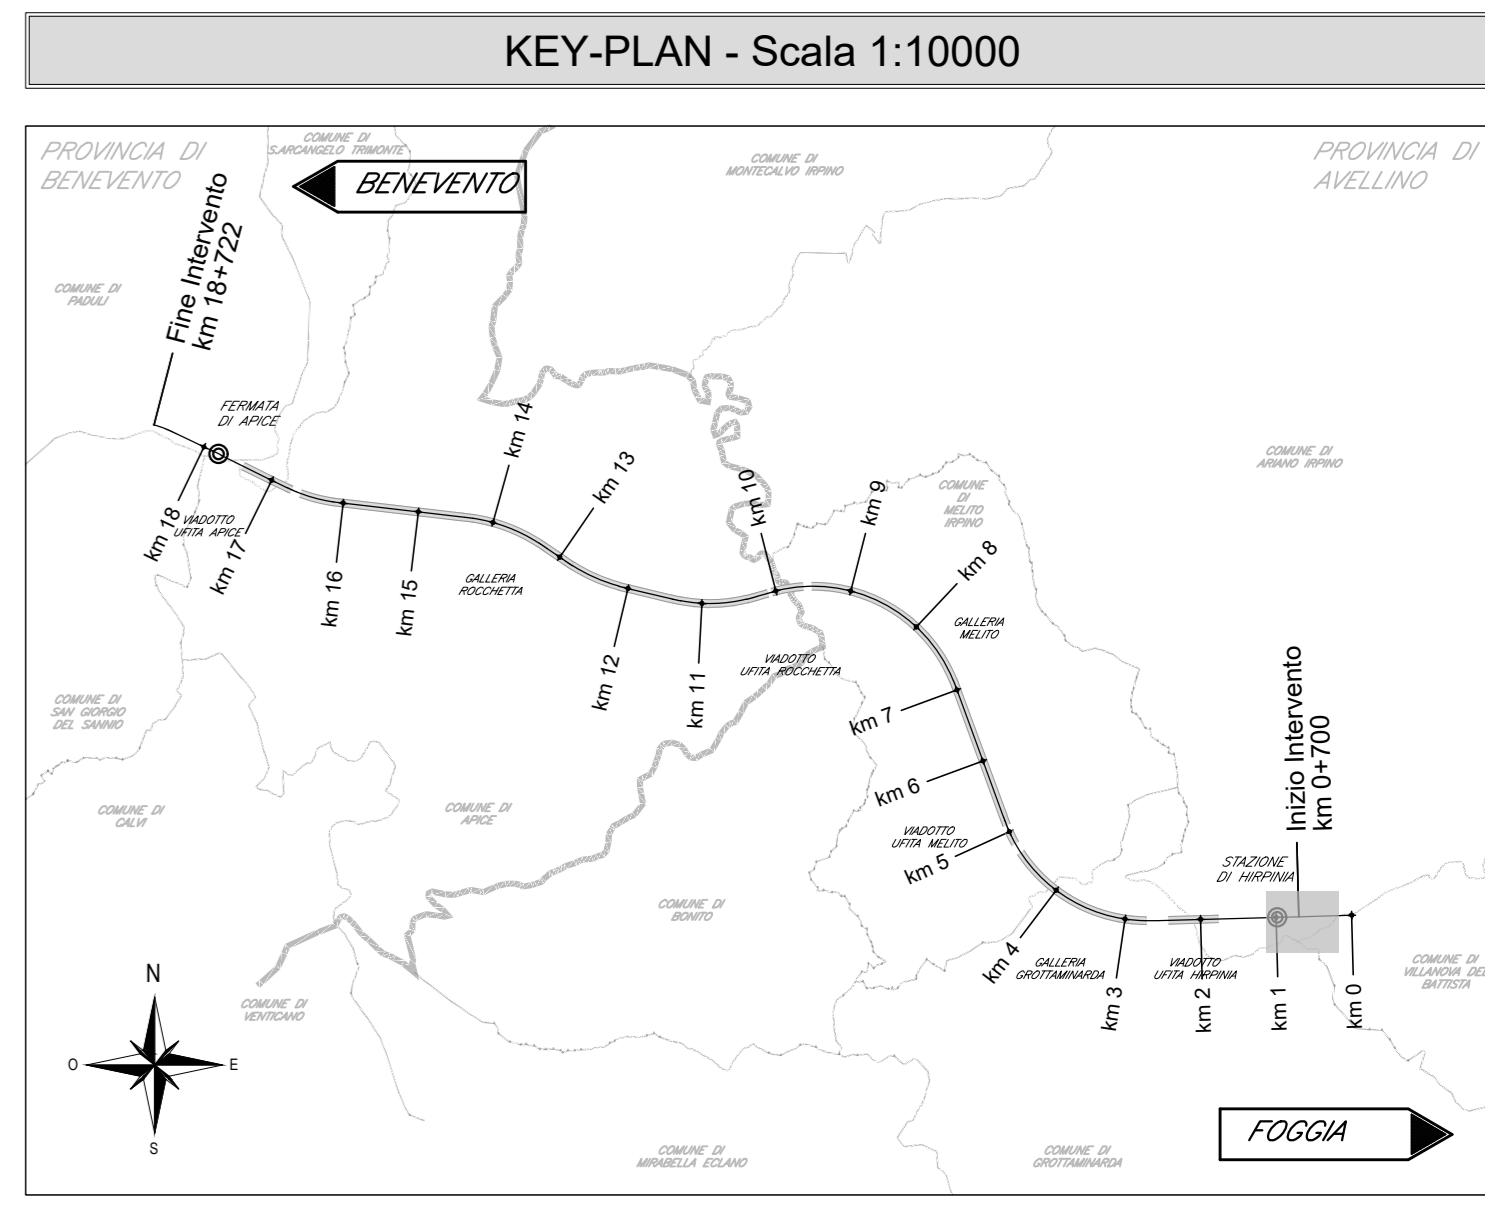 KEY-PLAN - Scala 1:10000
PROVINCIA DI
BENEVENTO
COMUNE DI
S.ARCANGELO TRIMONTE
BENEVENTO
COMUNE DI
MONTECALVO IRPINO
PROVINCIA DI
AVELLINO
Fine Intervento
km 18+722
COMUNE DI
PADULI
FERMATA
DI APICE
km 14
km 13
km 10
km 9
COMUNE
DI
MELITO
IRPINO
COMUNE DI
ARIANO IRPINO
km 18
VIADOTTO
UFITA APICE
km 17
km 16
km 15
GALLERIA
ROCCHETTA
km 8
GALLERIA
MELITO
km 12
km 11
VIADOTTO
UFITA ROCCHETTA
km 7
COMUNE DI
SAN GIORGIO
DEL SANNIO
Inizio Intervento
km 0+700
km 6
COMUNE DI
CALVI
COMUNE DI
APICE
VIADOTTO
UFITA MELITO
km 5
STAZIONE
DI HIRPINIA
COMUNE DI
BONITO
km 4
GALLERIA
GROTTAMINARDA
VIADOTTO
UFITA HIRPINIA
km 3
km 2
km 1
km 0
COMUNE DI
VILLANOVA DEL
BATTISTA
COMUNE DI
VENTICANO
N
O
E
S
FOGGIA
COMUNE DI
MIRABELLA ECLANO
COMUNE DI
GROTTAMINARDA